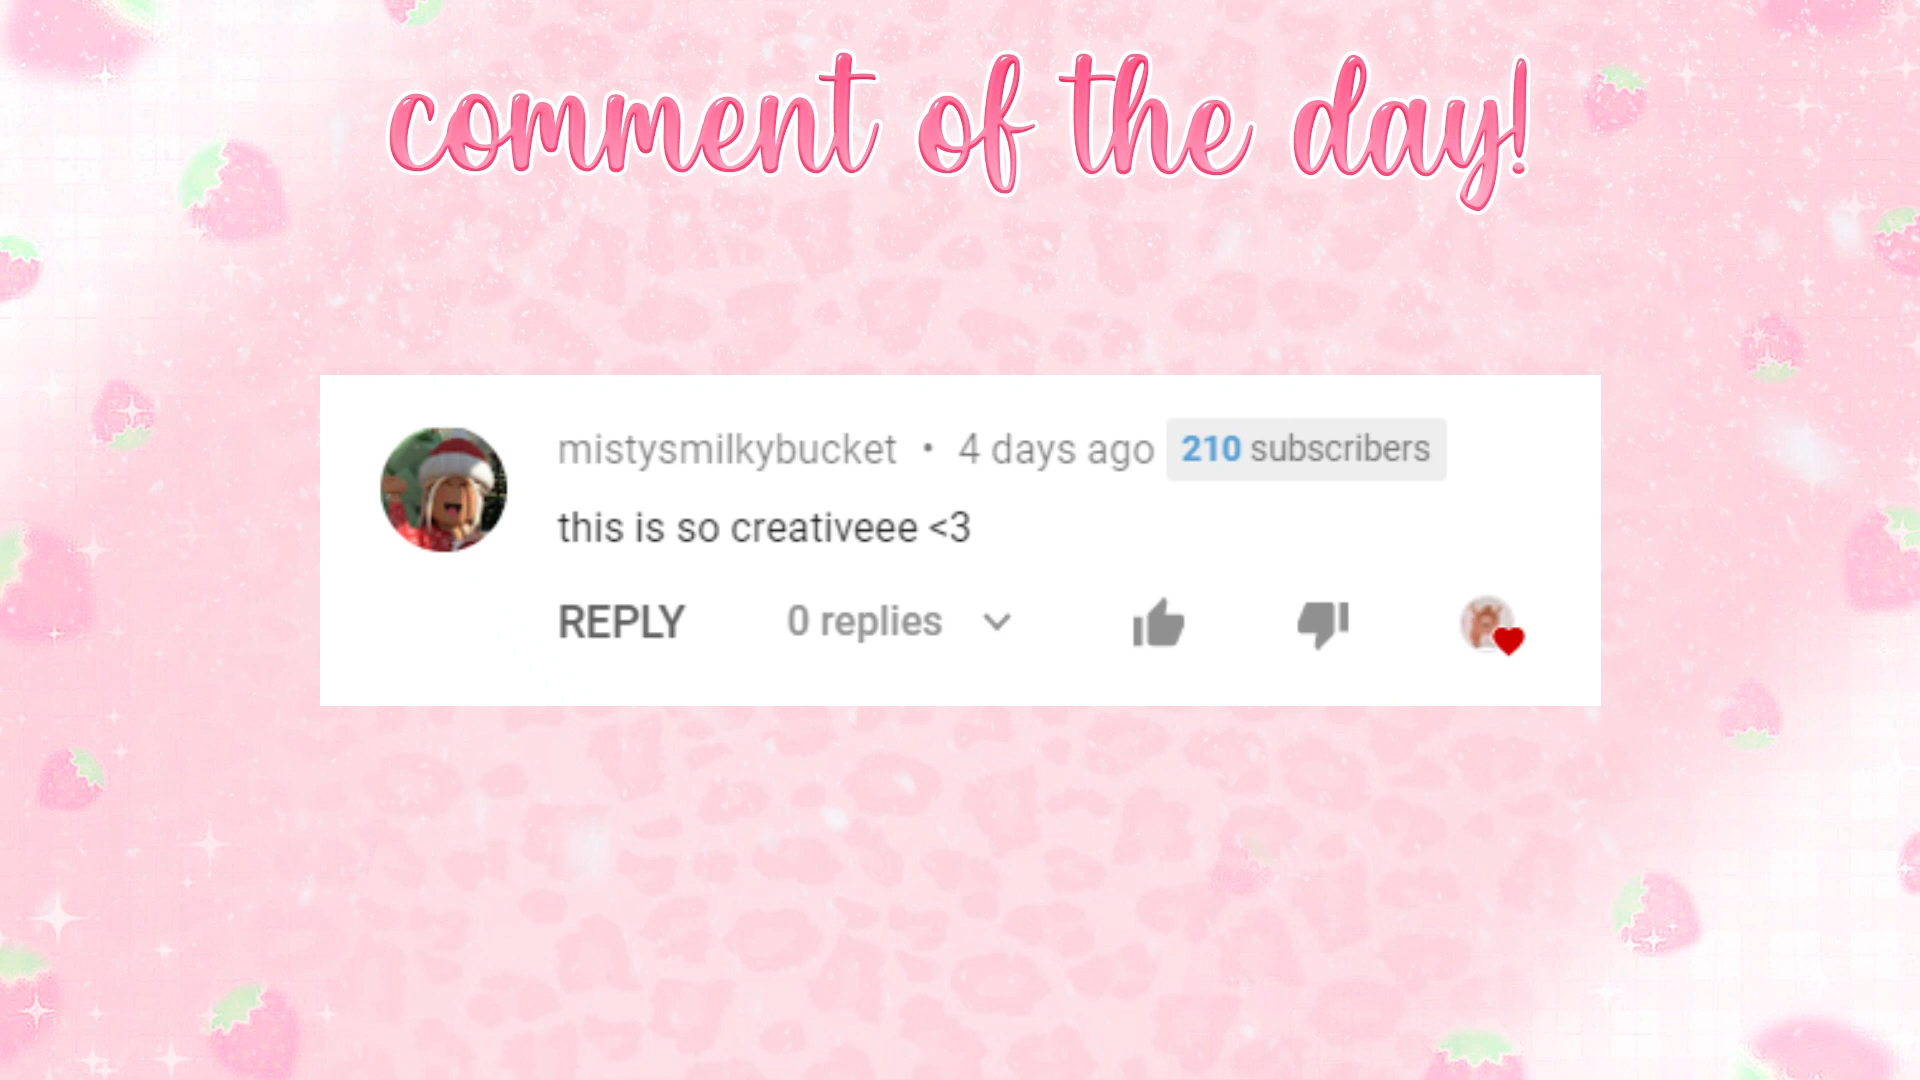 comment of the day!
mistysmilkybucket • 4 days ago 210 subscribers
this is so creativeee <3
REPLY 0 replies